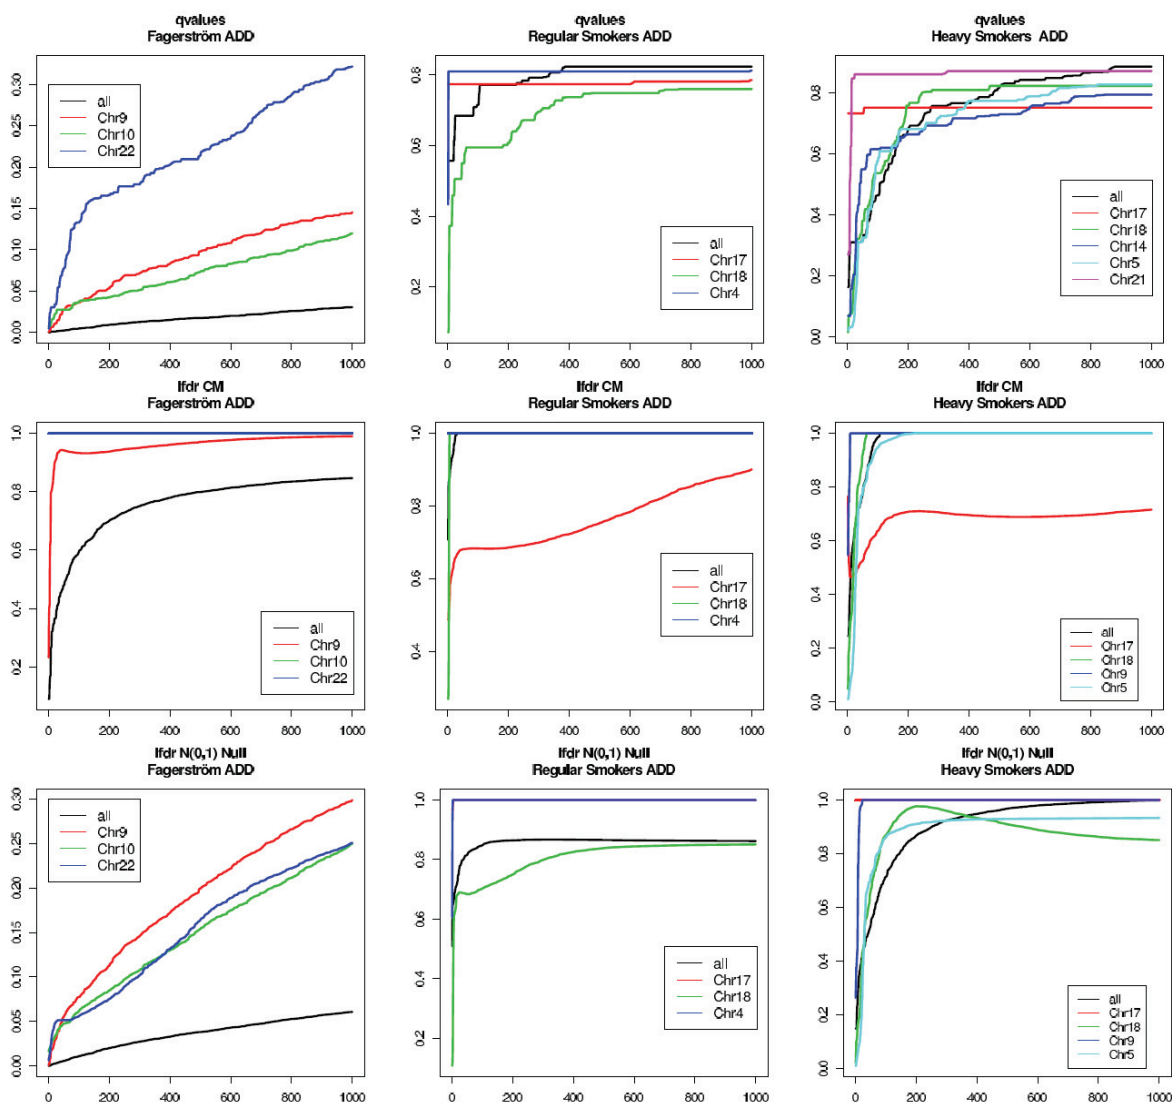 qvalues
Fagerström ADD
0.00 0.05 0.10 0.15 0.20 0.25 0.30
all
Chr9
Chr10
Chr22
0 200 400 600 800 1000
qvalues
Regular Smokers ADD
0.2 0.4 0.6 0.8
all
Chr17
Chr18
Chr4
0 200 400 600 800 1000
qvalues
Heavy Smokers ADD
0.0 0.2 0.4 0.6 0.8
all
Chr17
Chr18
Chr14
Chr5
Chr21
0 200 400 600 800 1000
lfdr CM
Fagerström ADD
0.2 0.4 0.6 0.8 1.0
all
Chr9
Chr10
Chr22
0 200 400 600 800 1000
lfdr CM
Regular Smokers ADD
0.4 0.6 0.8 1.0
all
Chr17
Chr18
Chr4
0 200 400 600 800 1000
lfdr CM
Heavy Smokers ADD
0.0 0.2 0.4 0.6 0.8 1.0
all
Chr17
Chr18
Chr9
Chr5
0 200 400 600 800 1000
lfdr N(0,1) Null
Fagerström ADD
0.00 0.05 0.10 0.15 0.20 0.25 0.30
all
Chr9
Chr10
Chr22
0 200 400 600 800 1000
lfdr N(0,1) Null
Regular Smokers ADD
0.2 0.4 0.6 0.8 1.0
all
Chr17
Chr18
Chr4
0 200 400 600 800 1000
lfdr N(0,1) Null
Heavy Smokers ADD
0.0 0.2 0.4 0.6 0.8 1.0
all
Chr17
Chr18
Chr9
Chr5
0 200 400 600 800 1000